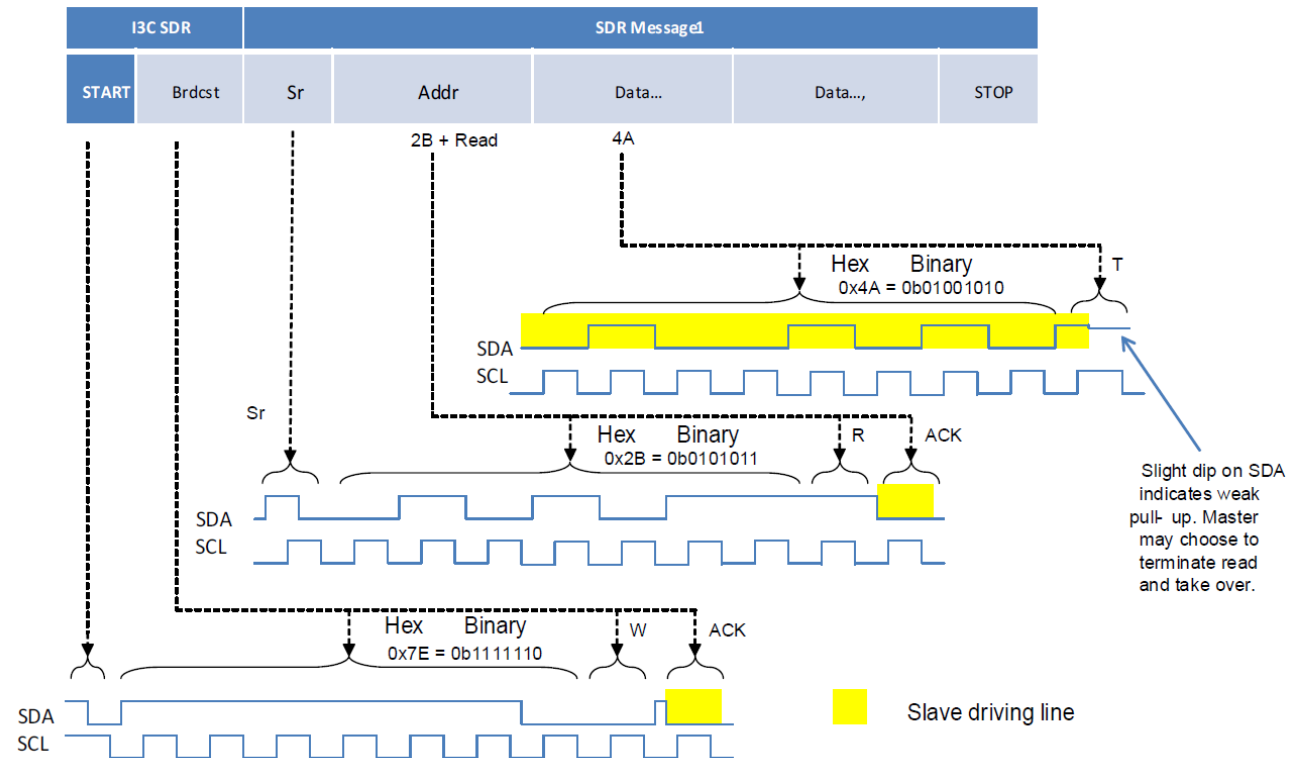 I3C SDR SDR Message1
START Brdcst Sr Addr Data... Data..., STOP
2B + Read 4A
Hex Binary T
0x4A = 0b01001010
SDA
SCL
Sr
Hex Binary R ACK
0x2B = 0b0101011
SDA
SCL
Slight dip on SDA
indicates weak
pull- up. Master
may choose to
terminate read
and take over.
Hex Binary W ACK
0x7E = 0b1111110
SDA
SCL
Slave driving line